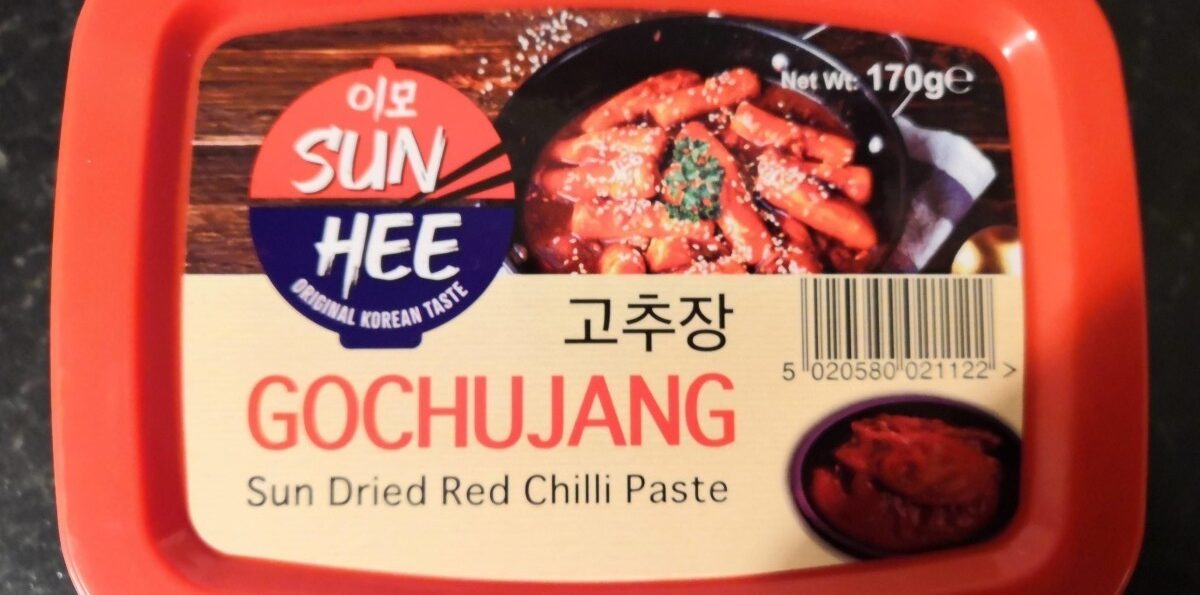 이모
SUN
HEE
ORIGINAL KOREAN TASTE
Net Wt: 170g℮
고추장
GOCHUJANG
Sun Dried Red Chilli Paste
5 020580 021122 >